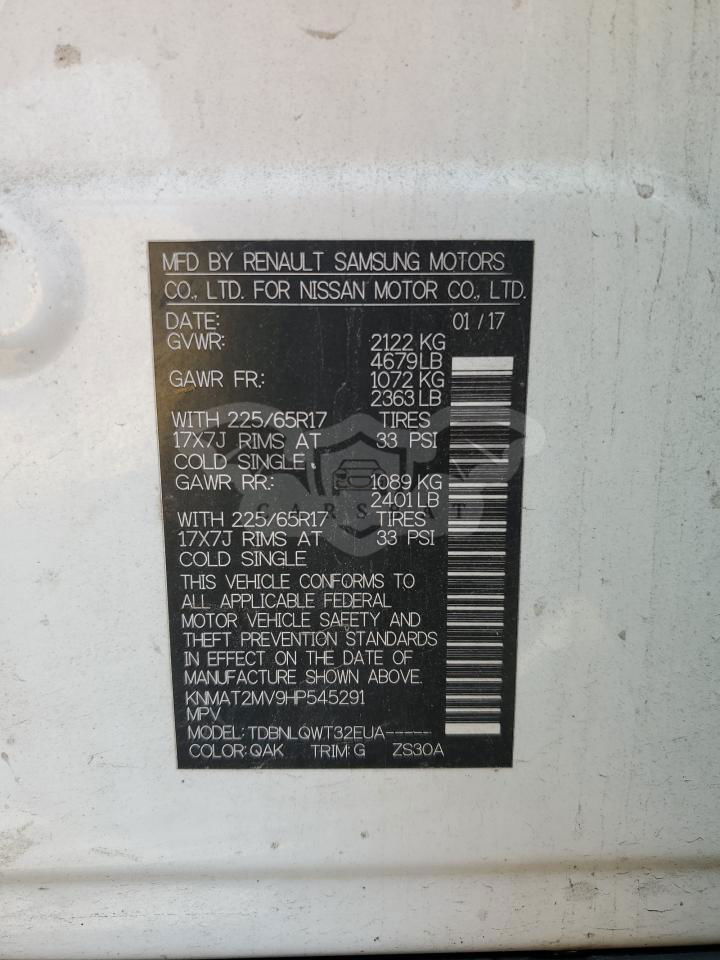 MFD BY RENAULT SAMSUNG MOTORS
CO., LTD. FOR NISSAN MOTOR CO., LTD.
DATE: 01 / 17
GVWR: 2122 KG
4679LB
GAWR FR.: 1072 KG
2363 LB
WITH 225/65R17 TIRES
17X7J RIMS AT 33 PSI
COLD SINGLE
GAWR RR.: 1089 KG
2401 LB
WITH 225/65R17 TIRES
17X7J RIMS AT 33 PSI
COLD SINGLE
THIS VEHICLE CONFORMS TO
ALL APPLICABLE FEDERAL
MOTOR VEHICLE SAFETY AND
THEFT PREVENTION STANDARDS
IN EFFECT ON THE DATE OF
MANUFACTURE SHOWN ABOVE.
KNMAT2MV9HP545291
MPV
MODEL: TDBNLQWT32EUA-----
COLOR: QAK TRIM: G ZS30A